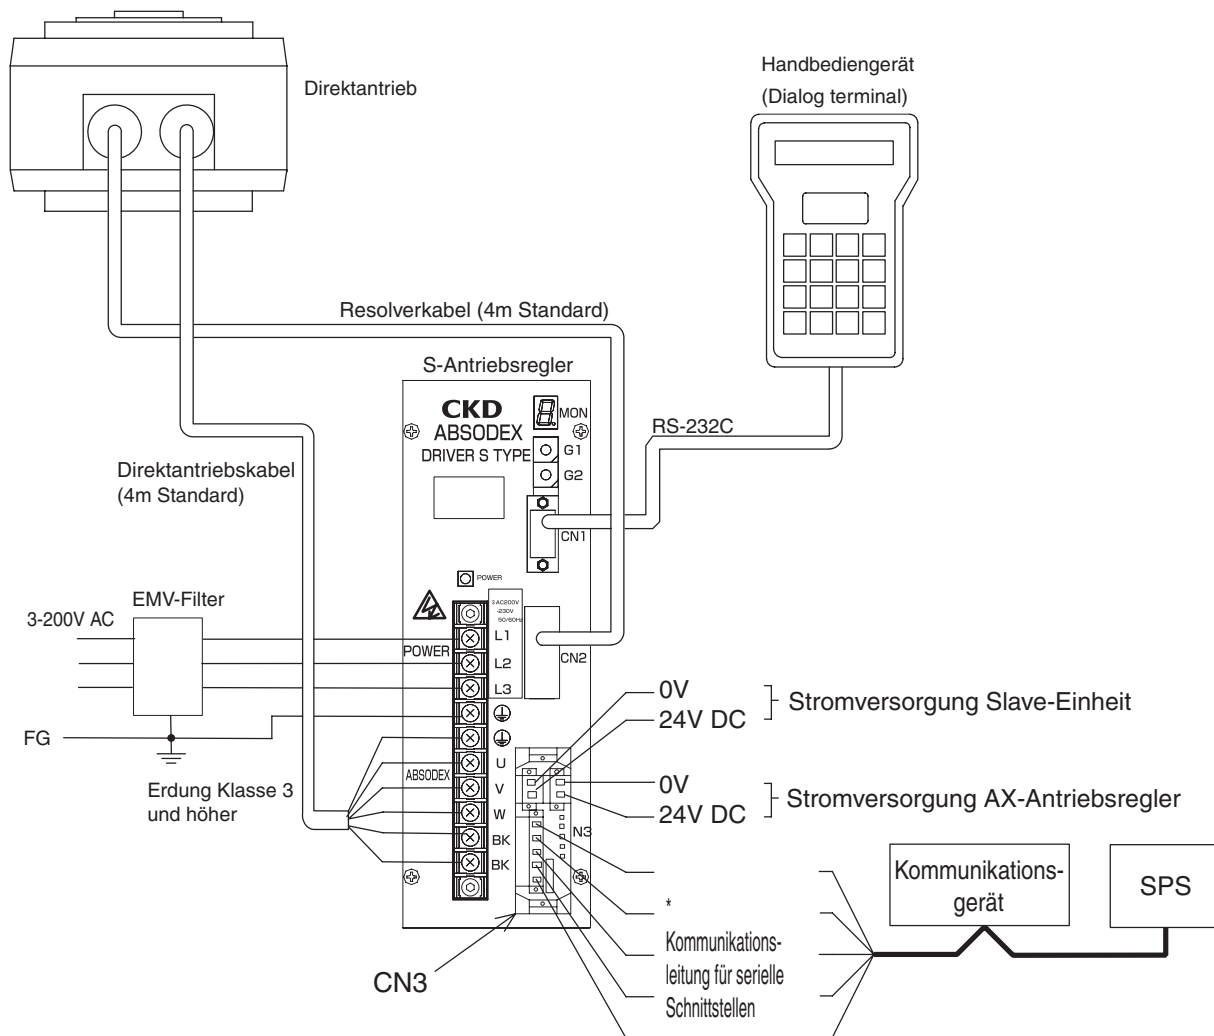 Direktantrieb
Handbediengerät
(Dialog terminal)
Resolverkabel (4m Standard)
S-Antriebsregler
CKD
ABSODEX
DRIVER S TYPE
MON
G1
G2
RS-232C
CN1
Direktantriebskabel
(4m Standard)
POWER
EMV-Filter
3-200V AC
3 AC200V
-230V
50/60Hz
L1
POWER
L2
CN2
L3
FG
Erdung Klasse 3
und höher
ABSODEX
U
V
W
BK
BK
N3
0V
24V DC
Stromversorgung Slave-Einheit
0V
24V DC
Stromversorgung AX-Antriebsregler
*
Kommunikations-
leitung für serielle
Schnittstellen
Kommunikations-
gerät
SPS
CN3